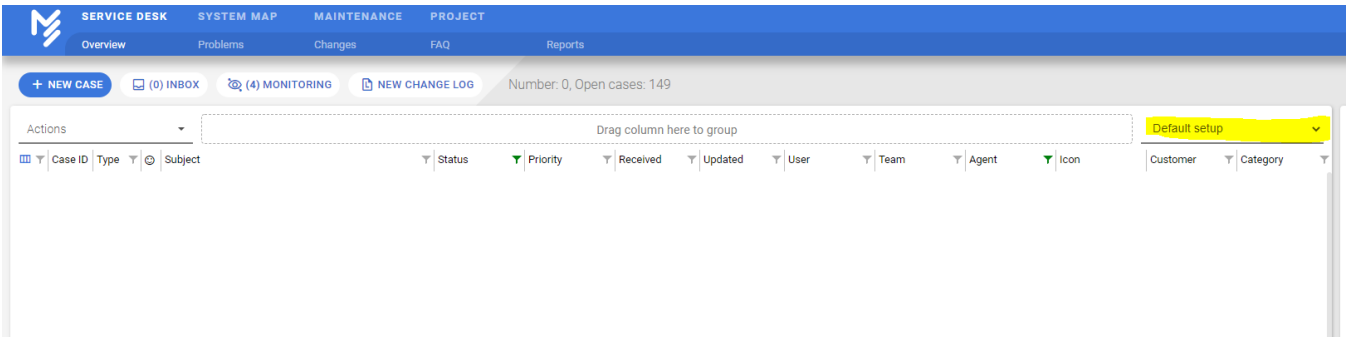 SERVICE DESK SYSTEM MAP MAINTENANCE PROJECT
Overview Problems Changes FAQ Reports
+ NEW CASE (0) INBOX (4) MONITORING NEW CHANGE LOG Number: 0, Open cases: 149
Actions Drag column here to group Default setup
Case ID Type Subject Status Priority Received Updated User Team Agent Icon Customer Category